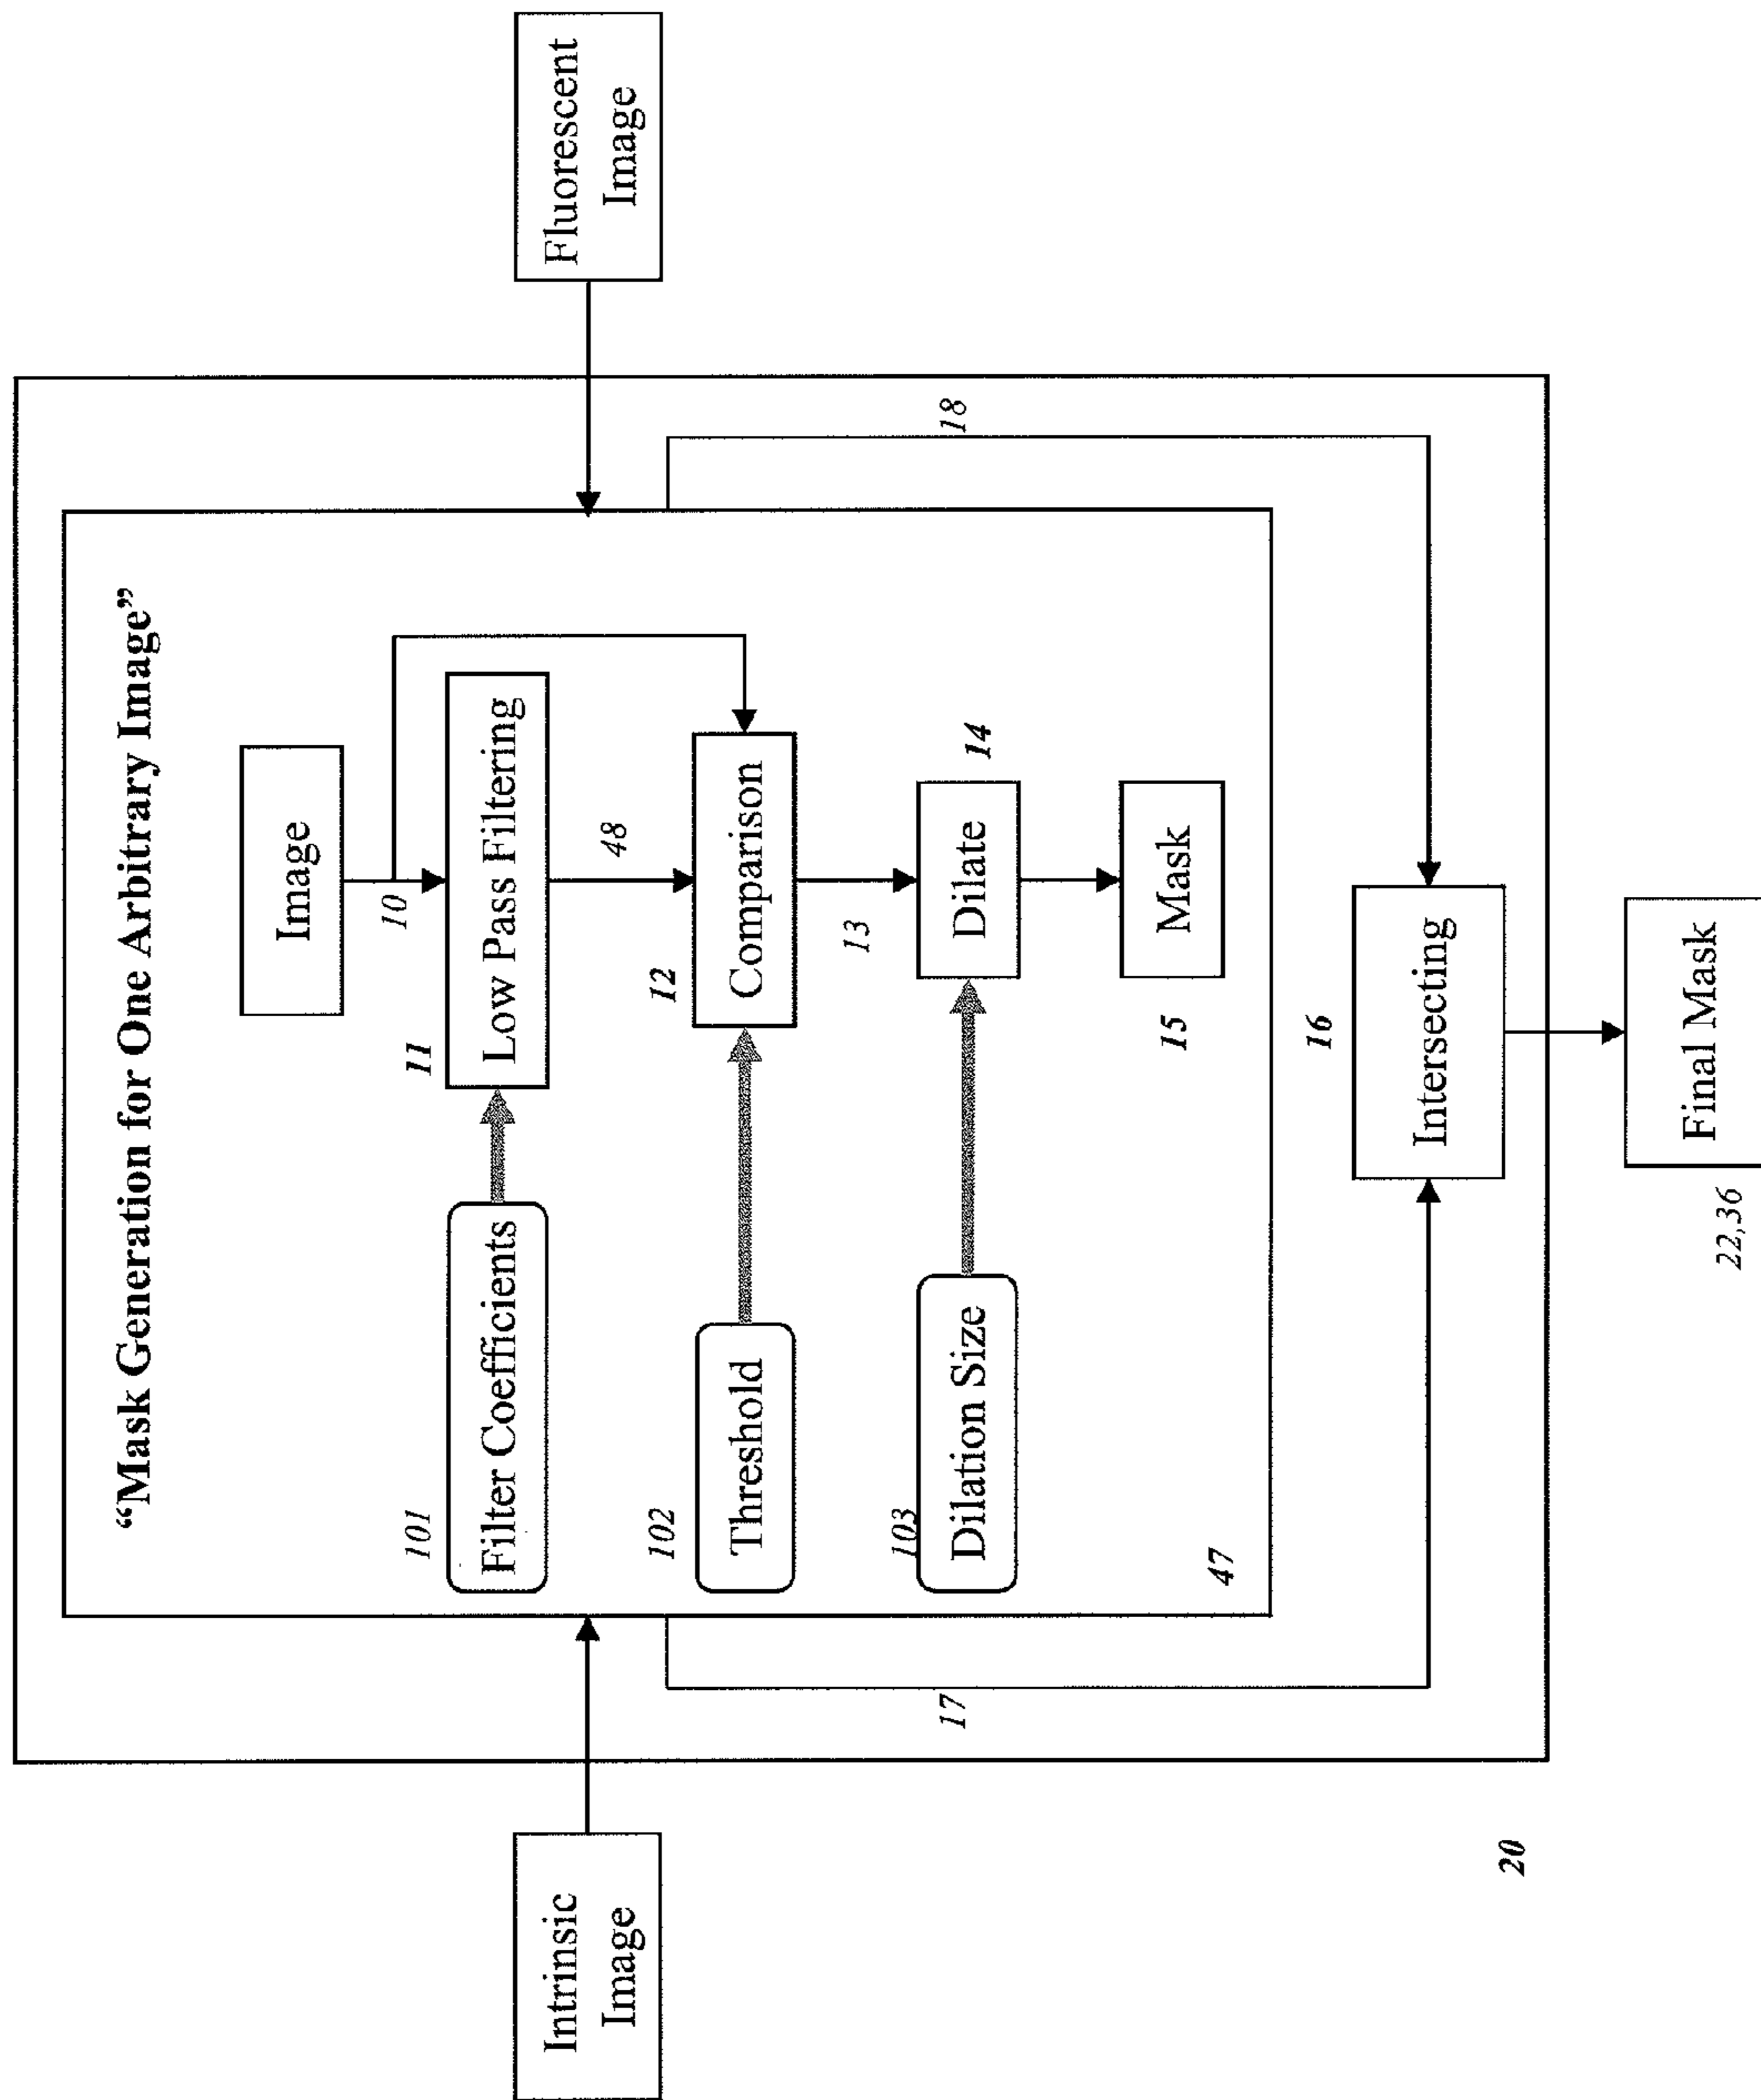 “Mask Generation for One Arbitrary Image”
Image
10
11
Low Pass Filtering
101
Filter Coefficients
48
12
Comparison
102
Threshold
13
14
Dilate
103
Dilation Size
15
Mask
47
Intrinsic
Image
Fluorescent
Image
17
18
16
Intersecting
20
Final Mask
22,36